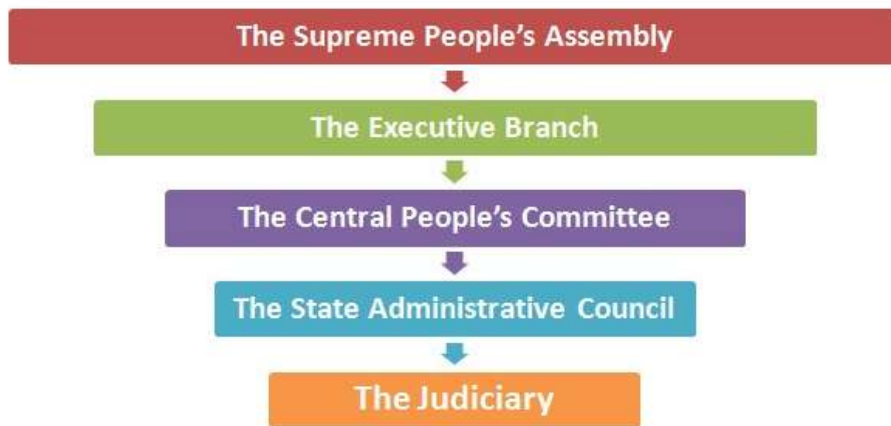 The Supreme People’s Assembly
The Executive Branch
The Central People’s Committee
The State Administrative Council
The Judiciary